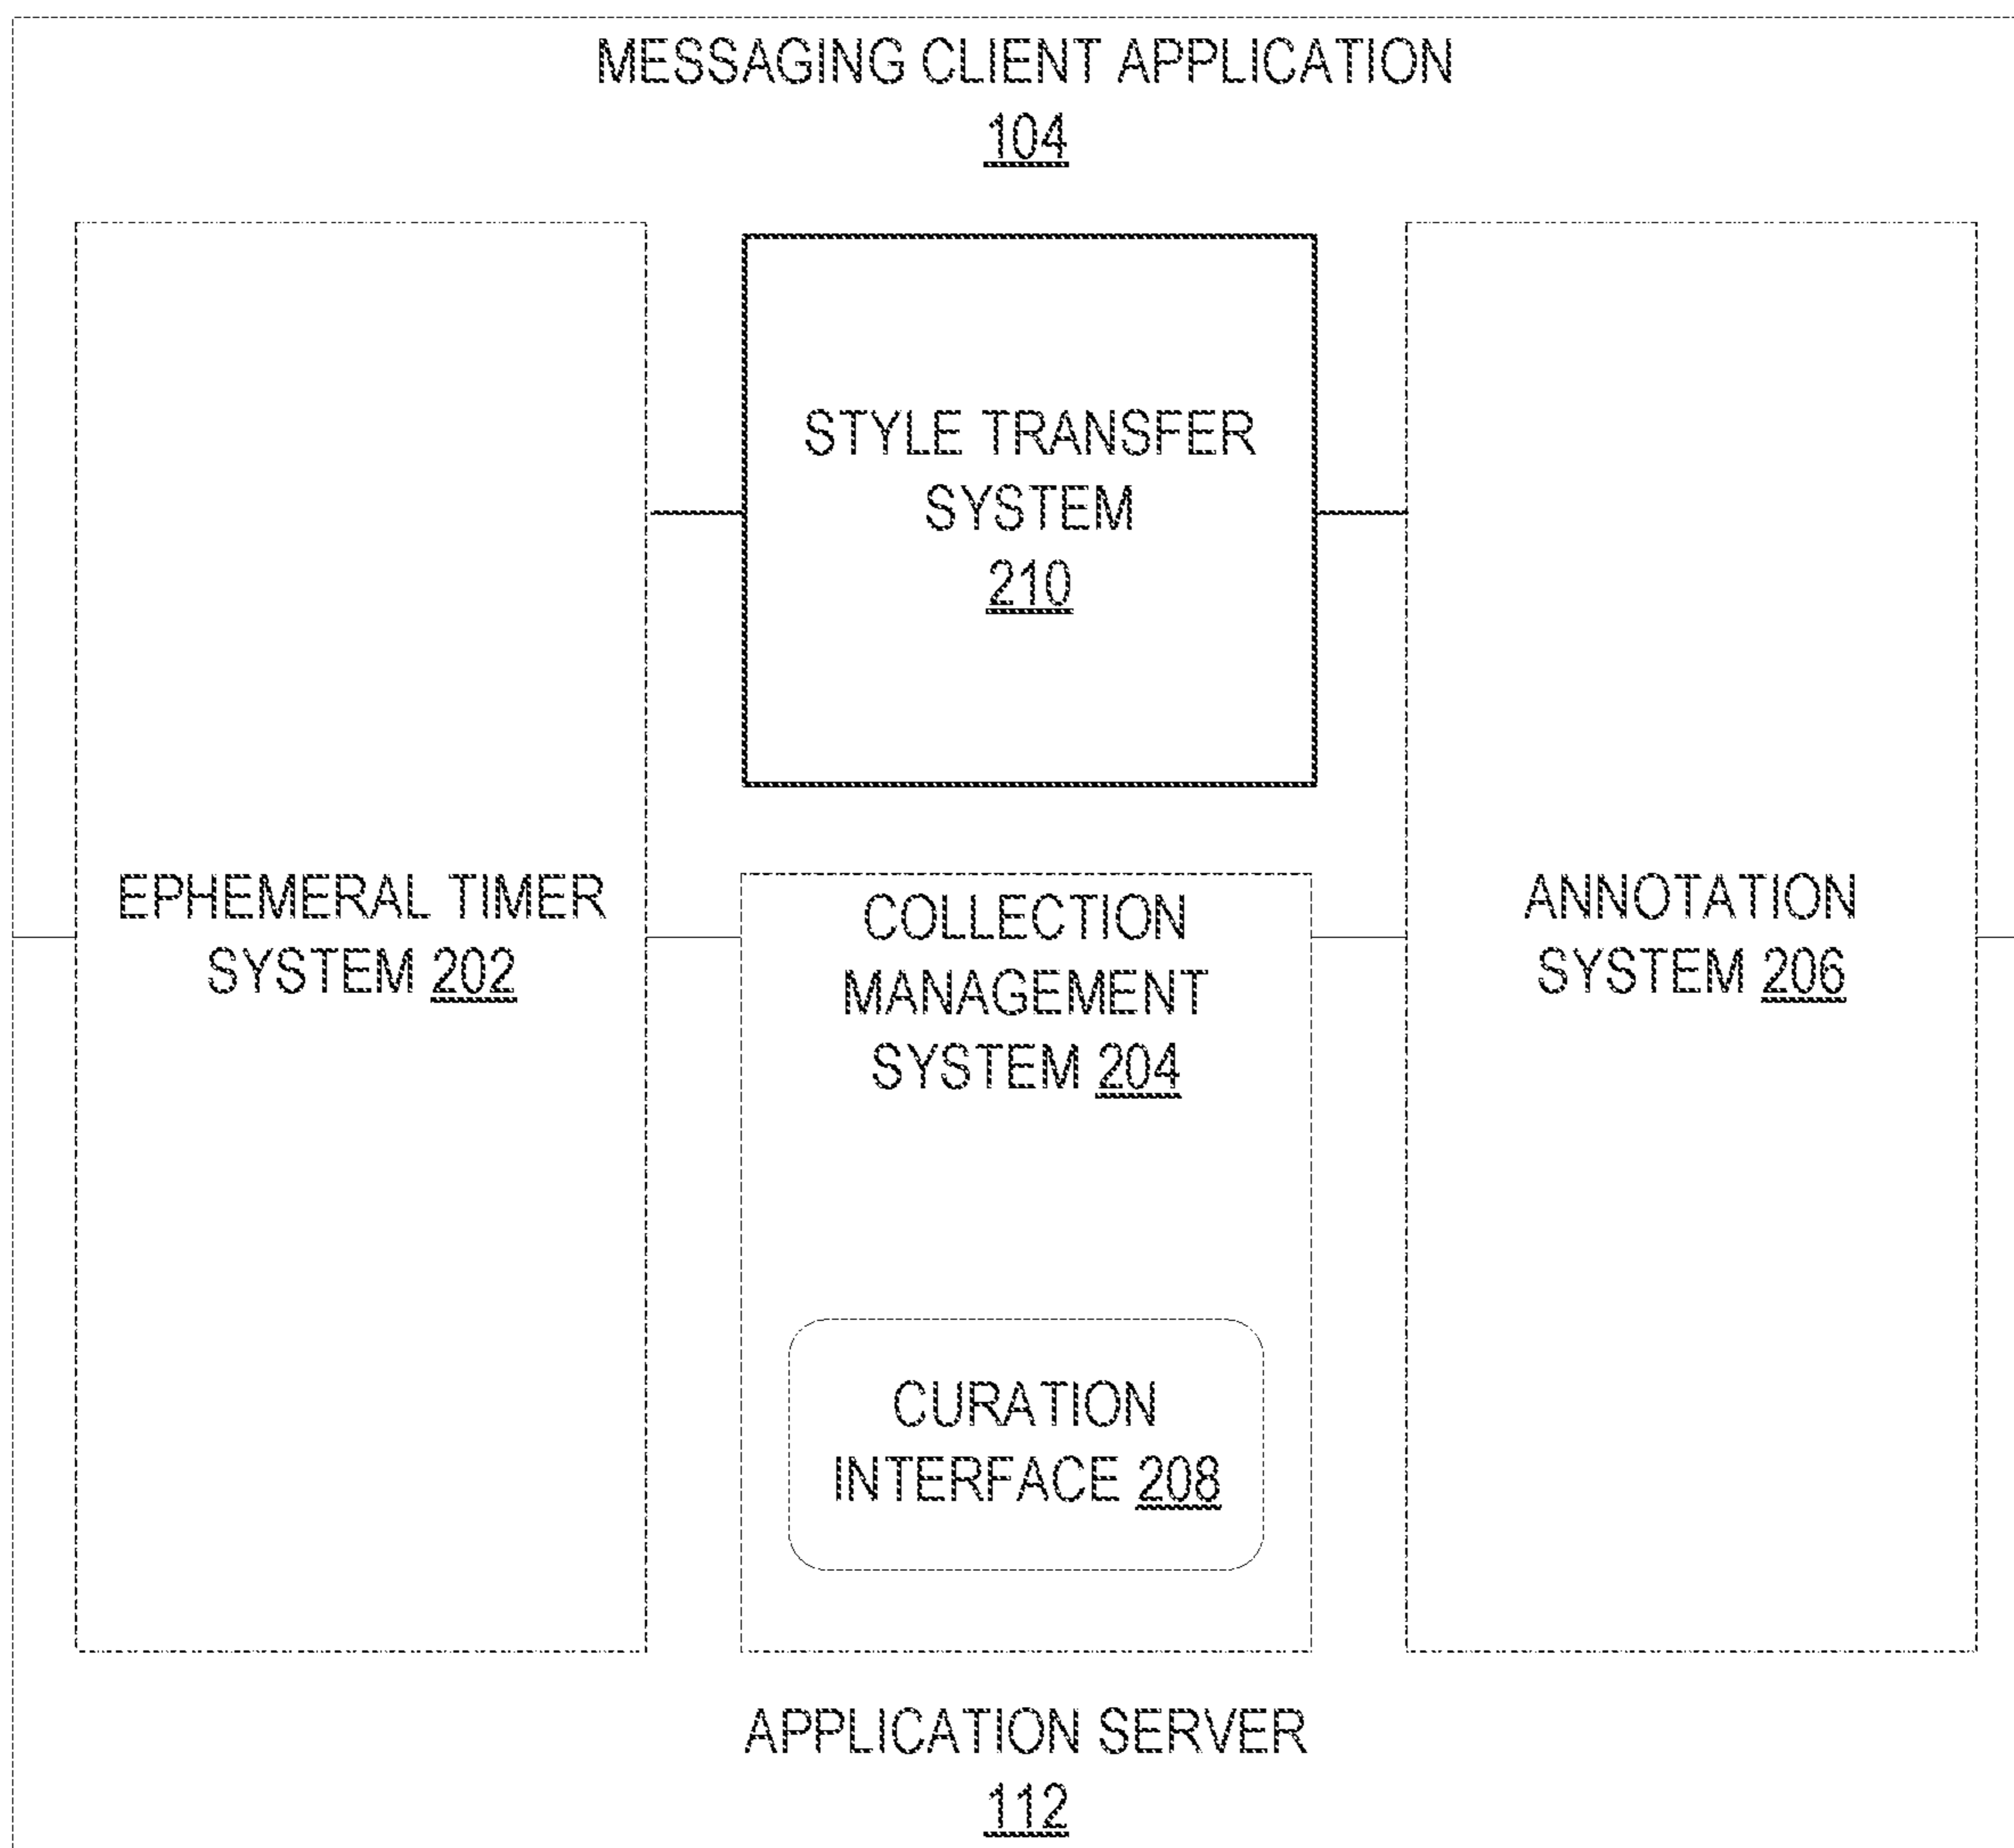 MESSAGING CLIENT APPLICATION
104
STYLE TRANSFER
SYSTEM
210
EPHEMERAL TIMER
SYSTEM 202
COLLECTION
MANAGEMENT
SYSTEM 204
ANNOTATION
SYSTEM 206
CURATION
INTERFACE 208
APPLICATION SERVER
112